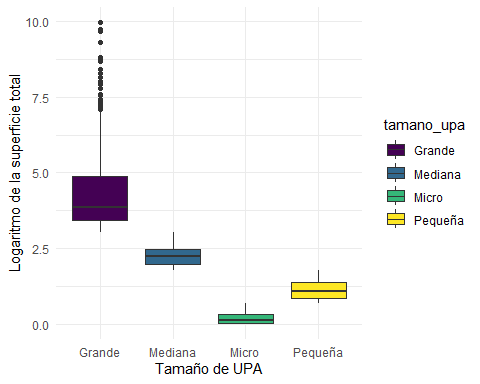 Logaritmo de la superficie total
10.0
7.5
5.0
2.5
0.0
Grande Mediana Micro Pequeña
Tamaño de UPA
tamano_upa
Grande
Mediana
Micro
Pequeña